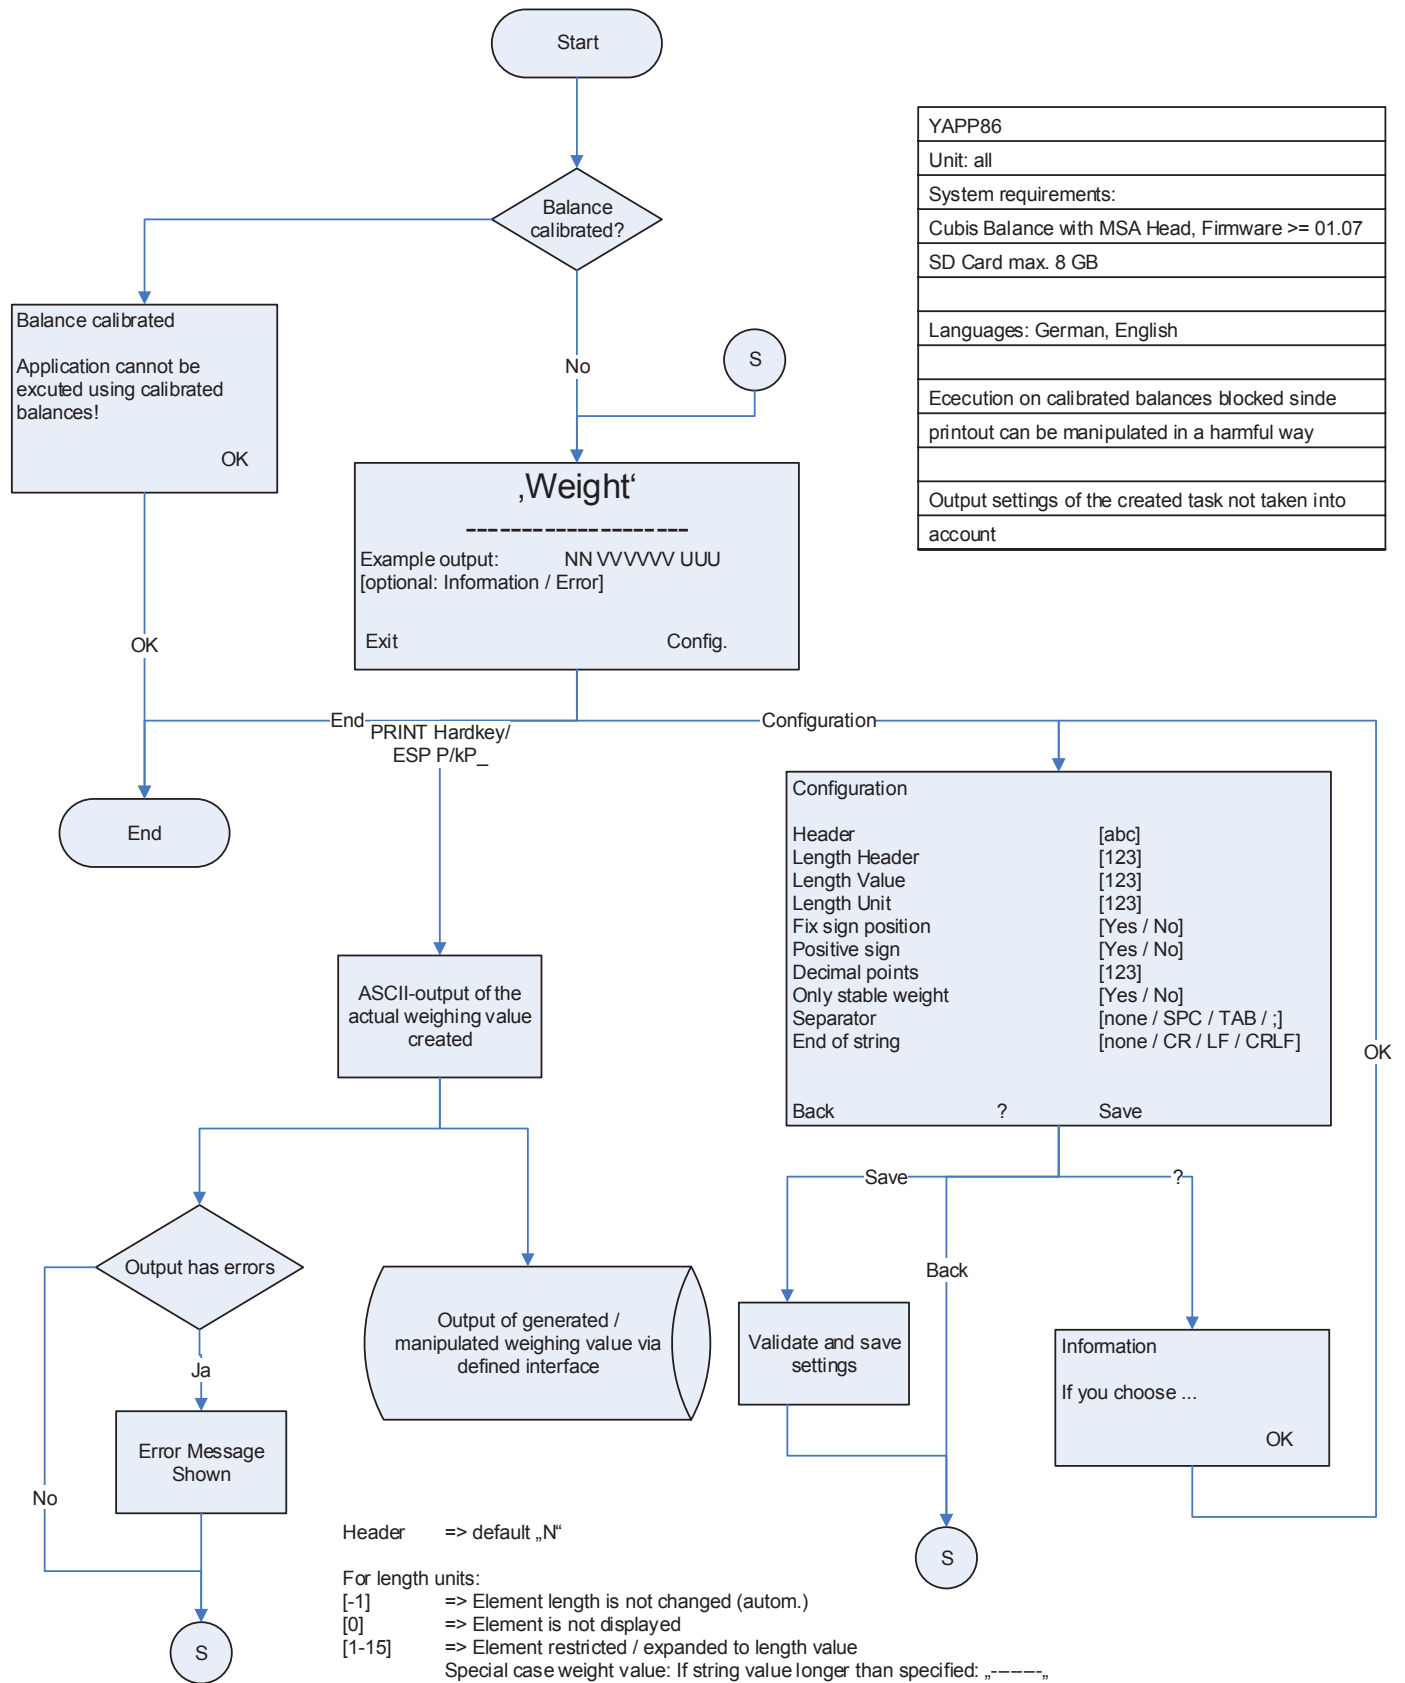 Start
Balance
calibrated?
YAPP86
Unit: all
System requirements:
Cubis Balance with MSA Head, Firmware >= 01.07
SD Card max. 8 GB
Languages: German, English
Ececution on calibrated balances blocked sinde
printout can be manipulated in a harmful way
Output settings of the created task not taken into
account
Balance calibrated
Application cannot be
excuted using calibrated
balances!
OK
No
S
‚Weight‘
--------------------
Example output: NN VVVVVVV UUU
[optional: Information / Error]
Exit Config.
OK
End
PRINT Hardkey/
ESP P/kP_
Configuration
End
Configuration
Header [abc]
Length Header [123]
Length Value [123]
Length Unit [123]
Fix sign position [Yes / No]
Positive sign [Yes / No]
Decimal points [123]
Only stable weight [Yes / No]
Separator [none / SPC / TAB / ;]
End of string [none / CR / LF / CRLF]
Back ? Save
OK
ASCII-output of the
actual weighing value
created
Save
?
Back
Output has errors
Output of generated /
manipulated weighing value via
defined interface
Validate and save
settings
Information
If you choose ...
OK
Ja
Error Message
Shown
No
S
S
Header => default „N“
For length units:
[-1] => Element length is not changed (autom.)
[0] => Element is not displayed
[1-15] => Element restricted / expanded to length value
Special case weight value: If string value longer than specified: „--------„